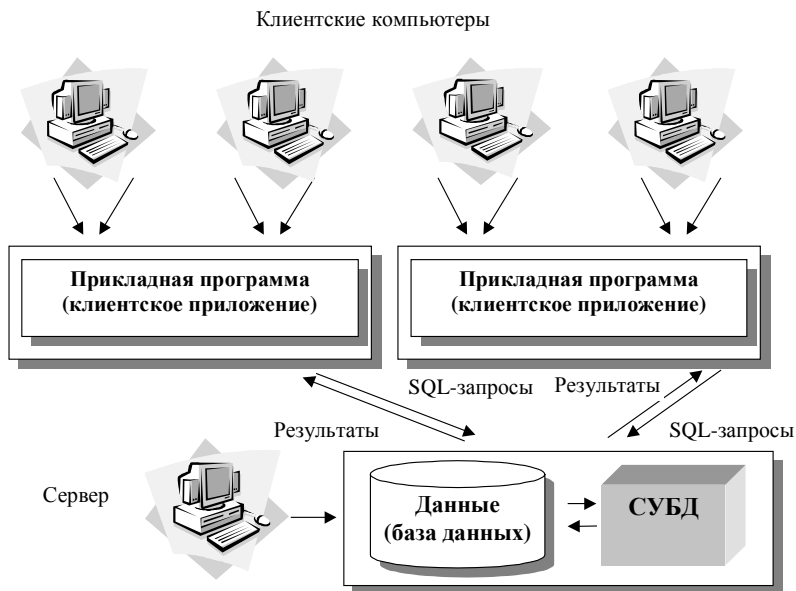 Клиентские компьютеры
Прикладная программа
(клиентское приложение)
Прикладная программа
(клиентское приложение)
SQL-запросы
Результаты
Результаты
SQL-запросы
Сервер
Данные
(база данных)
СУБД